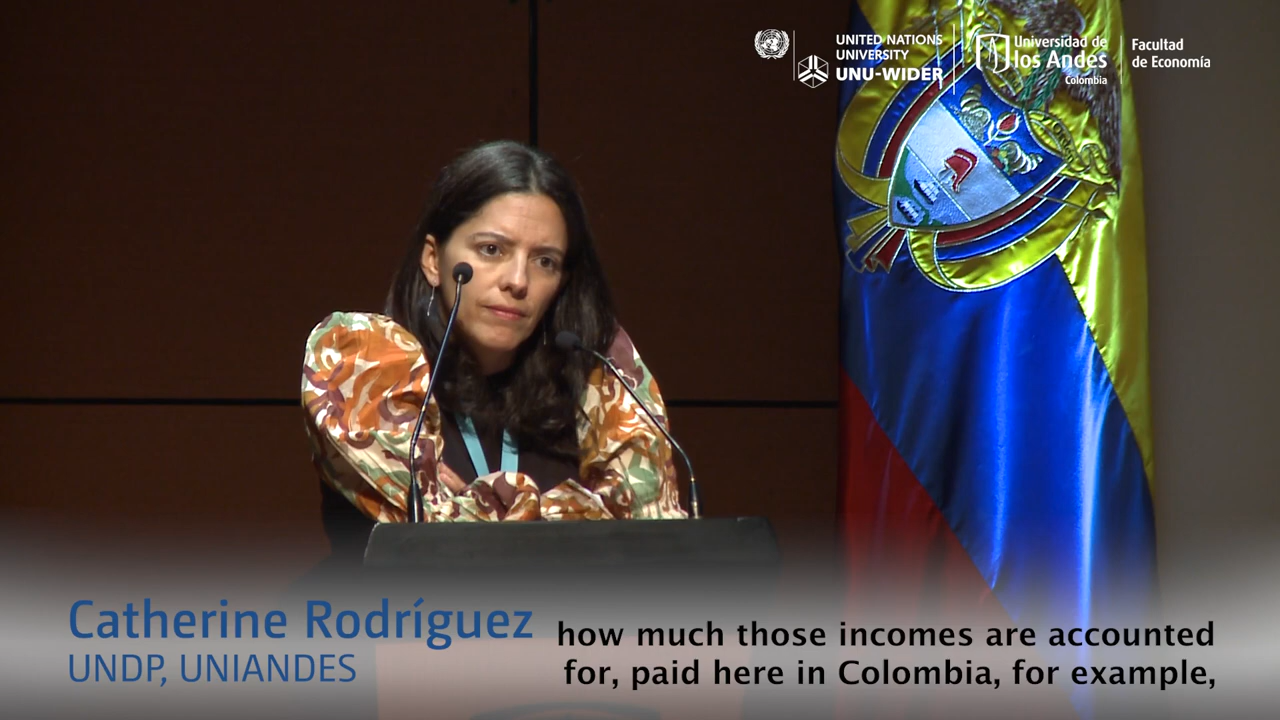 UNITED NATIONS
UNIVERSITY
UNU-WIDER
Universidad de
los Andes
Colombia
Facultad
de Economía
Catherine Rodríguez
UNDP, UNIANDES
how much those incomes are accounted
for, paid here in Colombia, for example,